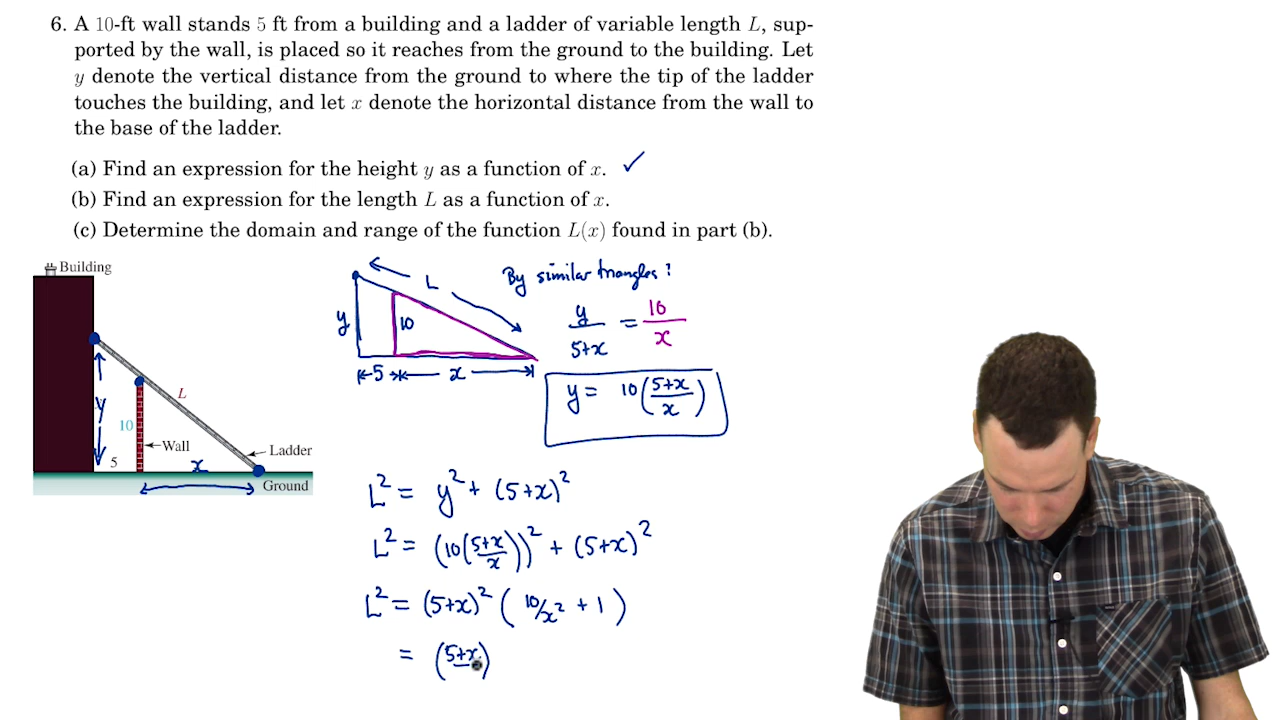 6. A 10-ft wall stands 5 ft from a building and a ladder of variable length L, sup-
ported by the wall, is placed so it reaches from the ground to the building. Let
y denote the vertical distance from the ground to where the tip of the ladder
touches the building, and let x denote the horizontal distance from the wall to
the base of the ladder.
(a) Find an expression for the height y as a function of x. ✓
(b) Find an expression for the length L as a function of x.
(c) Determine the domain and range of the function L(x) found in part (b).
Building
y
10
5
L
Wall
x
Ladder
Ground
L
y
10
5
x
By similar triangles:
y/(5+x) = 10/x
y = 10((5+x)/x)
L² = y² + (5+x)²
L² = (10((5+x)/x))² + (5+x)²
L² = (5+x)² (10/x² + 1)
= (5+x)